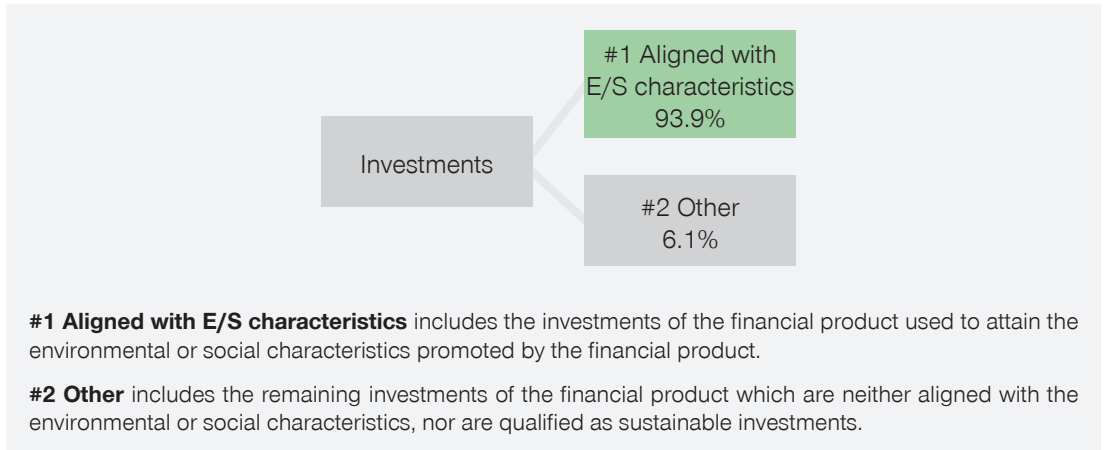 #1 Aligned with
E/S characteristics
93.9%
Investments
#2 Other
6.1%
#1 Aligned with E/S characteristics includes the investments of the financial product used to attain the
environmental or social characteristics promoted by the financial product.
#2 Other includes the remaining investments of the financial product which are neither aligned with the
environmental or social characteristics, nor are qualified as sustainable investments.